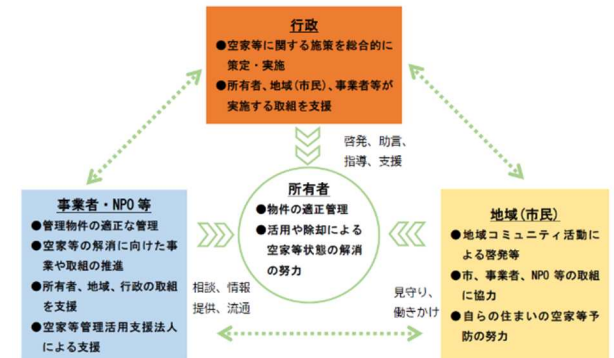 行政
●空家等に関する施策を総合的に
策定・実施
●所有者、地域(市民)、事業者等が
実施する取組を支援
啓発、助言、
指導、支援
事業者・NPO 等
●管理物件の適正な管理
●空家等の解消に向けた事
業や取組の推進
●所有者、地域、行政の取組
を支援
●空家等管理活用支援法人
による支援
所有者
●物件の適正管理
●活用や除却による
空家等状態の解消
の努力
地域(市民)
●地域コミュニティ活動に
よる啓発等
●市、事業者、NPO 等の取組
に協力
●自らの住まいの空家等予
防の努力
相談、情報
提供、流通
見守り、
働きかけ